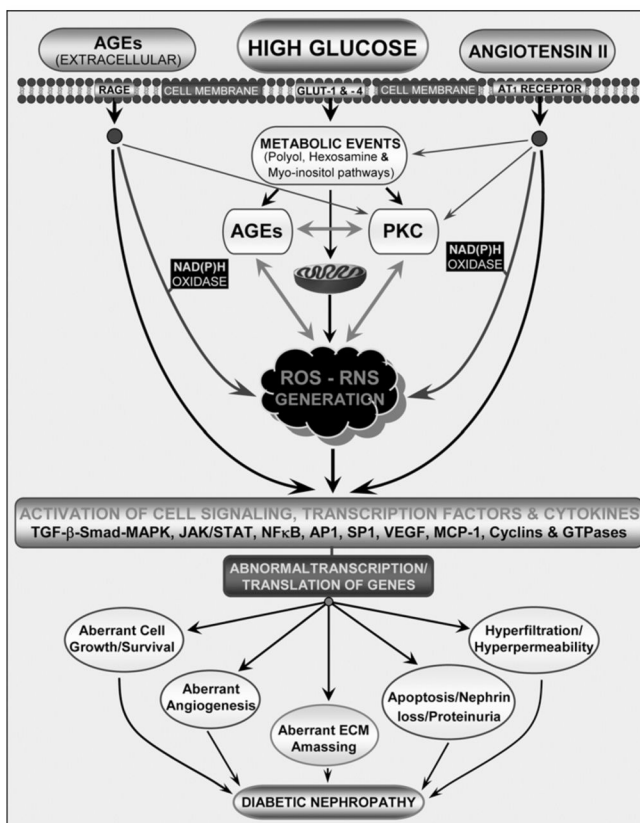 AGEs
(EXTRACELLULAR)
HIGH GLUCOSE
ANGIOTENSIN II
RAGE
CELL MEMBRANE
GLUT-1 & -4
CELL MEMBRANE
AT1 RECEPTOR
METABOLIC EVENTS
(Polyol, Hexosamine &
Myo-inositol pathways)
AGEs
PKC
NAD(P)H
OXIDASE
NAD(P)H
OXIDASE
ROS - RNS
GENERATION
ACTIVATION OF CELL SIGNALING, TRANSCRIPTION FACTORS & CYTOKINES
TGF-β-Smad-MAPK, JAK/STAT, NFκB, AP1, SP1, VEGF, MCP-1, Cyclins & GTPases
ABNORMALTRANSCRIPTION/
TRANSLATION OF GENES
Aberrant Cell
Growth/Survival
Hyperfiltration/
Hyperpermeability
Aberrant
Angiogenesis
Apoptosis/Nephrin
loss/Proteinuria
Aberrant ECM
Amassing
DIABETIC NEPHROPATHY